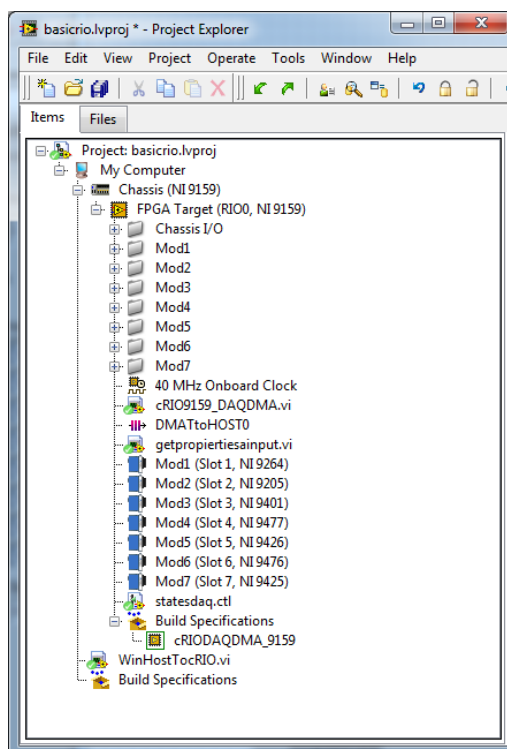 basicrio.lvproj * - Project Explorer
File Edit View Project Operate Tools Window Help
Items Files
Project: basicrio.lvproj
My Computer
Chassis (NI 9159)
FPGA Target (RIO0, NI 9159)
Chassis I/O
Mod1
Mod2
Mod3
Mod4
Mod5
Mod6
Mod7
40 MHz Onboard Clock
cRIO9159_DAQDMA.vi
DMATtoHOST0
getpropiertiesainput.vi
Mod1 (Slot 1, NI 9264)
Mod2 (Slot 2, NI 9205)
Mod3 (Slot 3, NI 9401)
Mod4 (Slot 4, NI 9477)
Mod5 (Slot 5, NI 9426)
Mod6 (Slot 6, NI 9476)
Mod7 (Slot 7, NI 9425)
statesdaq.ctl
Build Specifications
cRIODAQDMA_9159
WinHostTocRIO.vi
Build Specifications